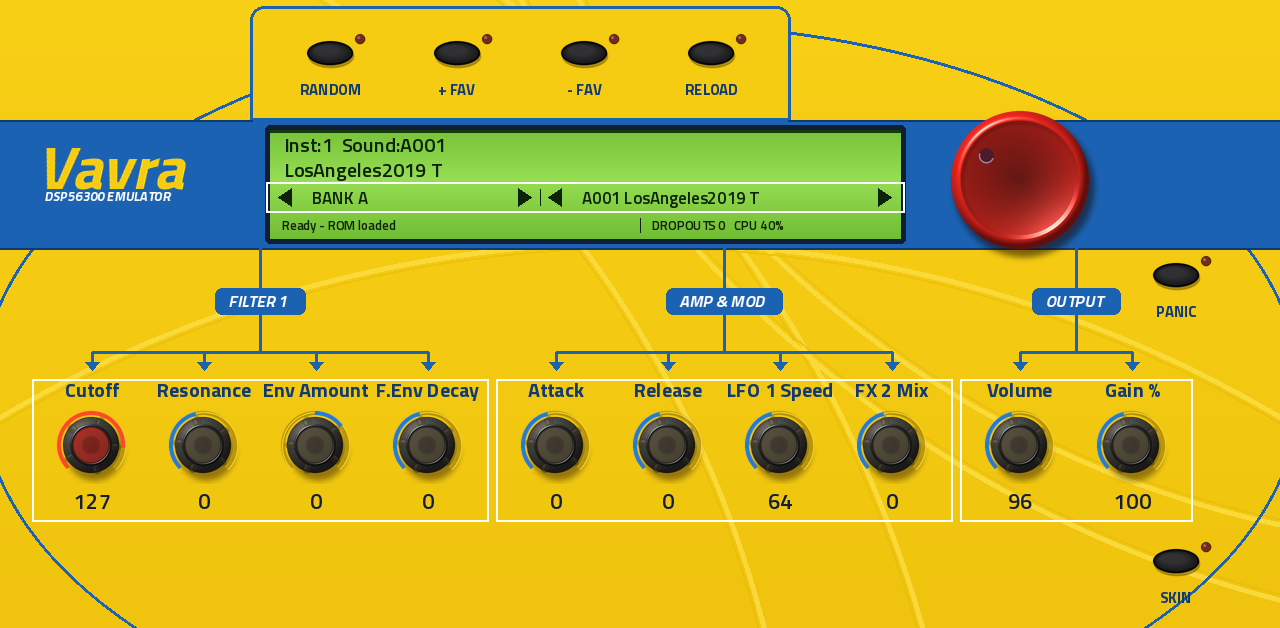 RANDOM
+ FAV
- FAV
RELOAD
Vavra
DSP56300 EMULATOR
Inst:1 Sound:A001
LosAngeles2019 T
BANK A
A001 LosAngeles2019 T
Ready - ROM loaded
DROPOUTS 0 CPU 40%
PANIC
FILTER 1
AMP & MOD
OUTPUT
Cutoff
Resonance
Env Amount
F.Env Decay
Attack
Release
LFO 1 Speed
FX 2 Mix
Volume
Gain %
127
0
0
0
0
0
64
0
96
100
SKIN